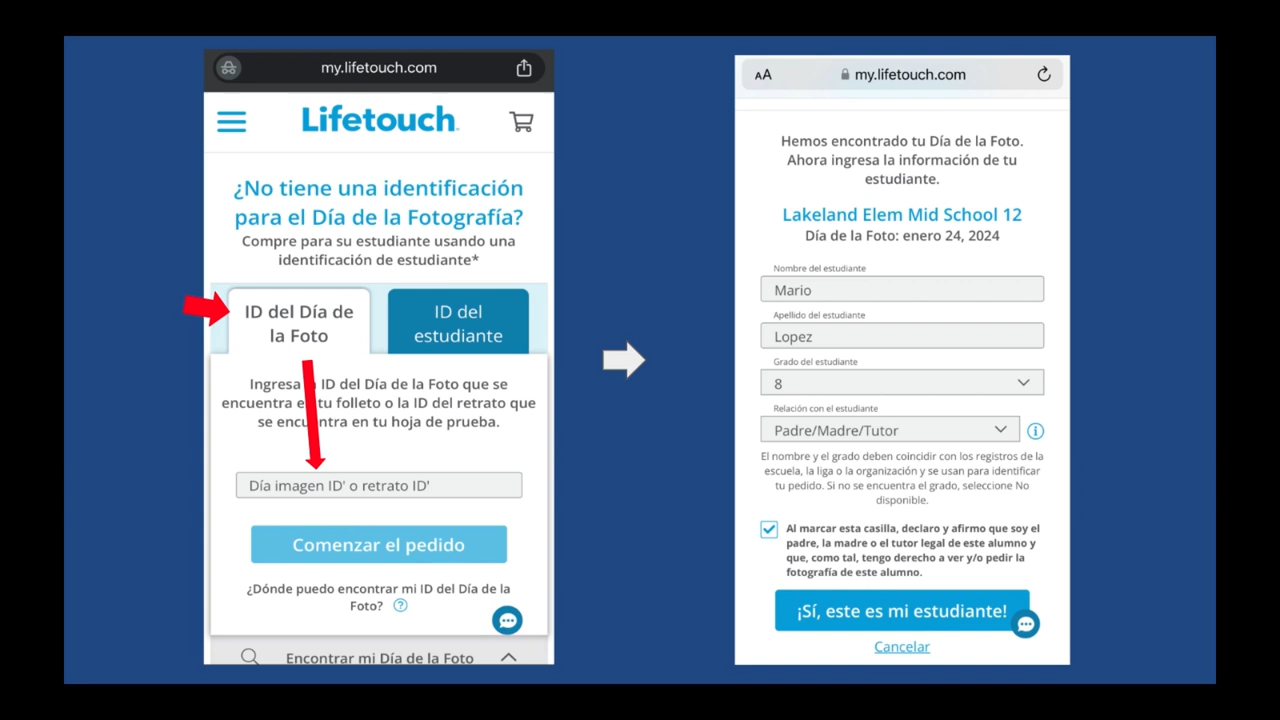 my.lifetouch.com
Lifetouch.
¿No tiene una identificación
para el Día de la Fotografía?
Compre para su estudiante usando una
identificación de estudiante*
ID del Día de
la Foto
ID del
estudiante
Ingresa ID del Día de la Foto que se
encuentra tu folleto o la ID del retrato que
se encuentra en tu hoja de prueba.
Día imagen ID' o retrato ID'
Comenzar el pedido
¿Dónde puedo encontrar mi ID del Día de la
Foto? ?
Encontrar mi Día de la Foto
AA my.lifetouch.com
Hemos encontrado tu Día de la Foto.
Ahora ingresa la información de tu
estudiante.
Lakeland Elem Mid School 12
Día de la Foto: enero 24, 2024
Nombre del estudiante
Mario
Apellido del estudiante
Lopez
Grado del estudiante
8
Relación con el estudiante
Padre/Madre/Tutor i
El nombre y el grado deben coincidir con los registros de la
escuela, la liga o la organización y se usan para identificar
tu pedido. Si no se encuentra el grado, seleccione No
disponible.
Al marcar esta casilla, declaro y afirmo que soy el
padre, la madre o el tutor legal de este alumno y
que, como tal, tengo derecho a ver y/o pedir la
fotografía de este alumno.
¡Sí, este es mi estudiante!
Cancelar